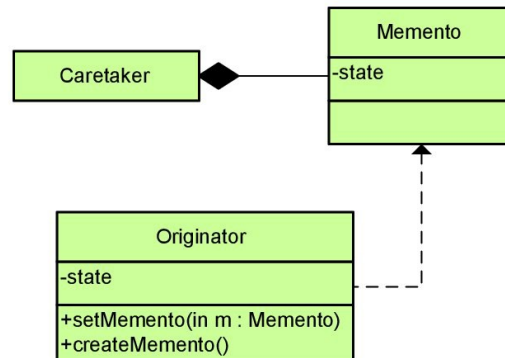 Memento
-state
Caretaker
Originator
-state
+setMemento(in m : Memento)
+createMemento()